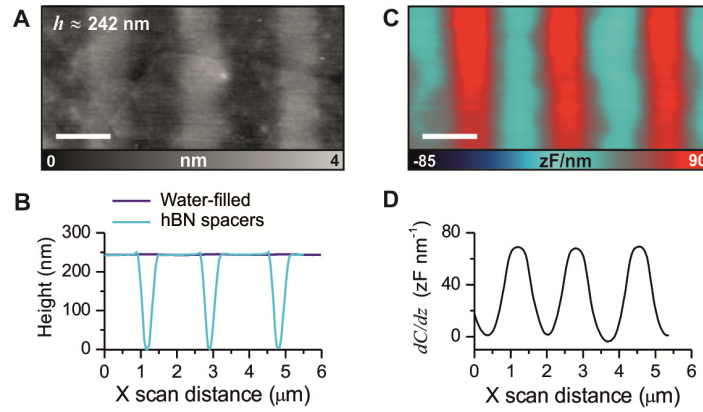 A
h ≈ 242 nm
0 nm 4
B
Water-filled
hBN spacers
Height (nm)
300
200
100
0
0 1 2 3 4 5 6
X scan distance (μm)
C
-85 zF/nm 90
D
dC/dz (zF nm⁻¹)
80
40
0
0 1 2 3 4 5 6
X scan distance (μm)